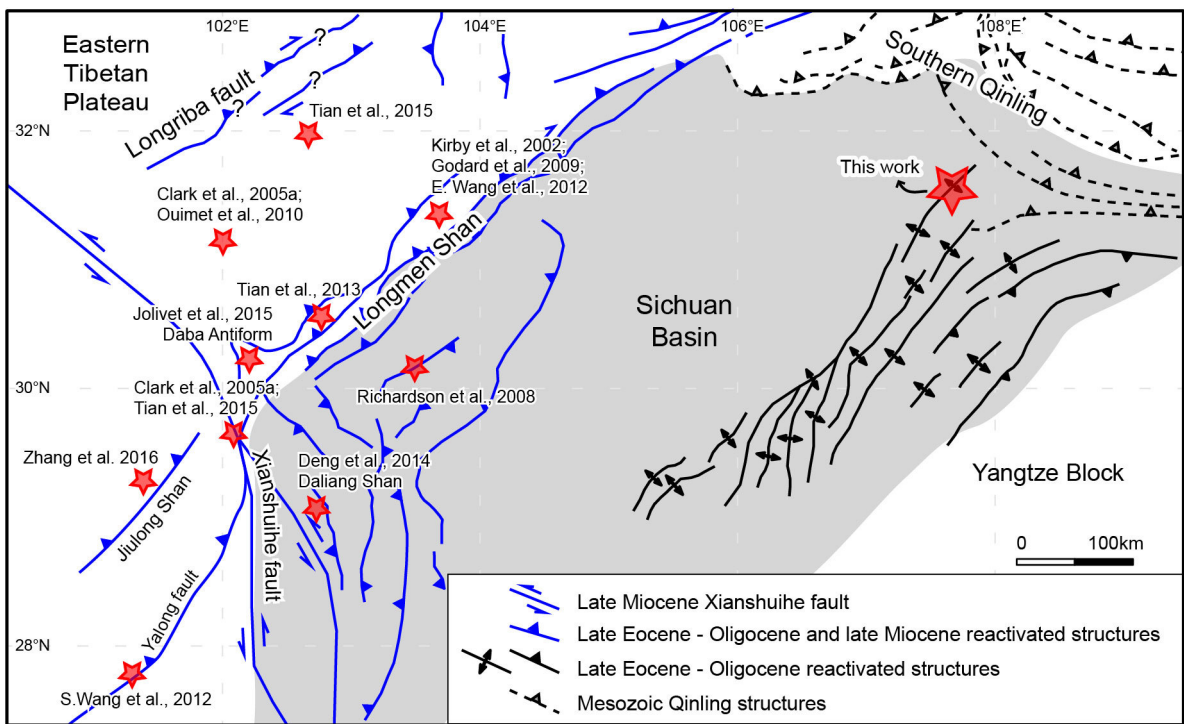 102°E
104°E
106°E
108°E
Eastern
Tibetan
Plateau
?
?
?
Longriba fault
Tian et al., 2015
Southern Qinling
32°N
Kirby et al., 2002;
Godard et al., 2009;
E. Wang et al., 2012
This work
Clark et al., 2005a;
Ouimet et al., 2010
Longmen Shan
Tian et al., 2013
Jolivet et al., 2015
Daba Antiform
Sichuan
Basin
30°N
Clark et al., 2005a;
Tian et al., 2015
Richardson et al., 2008
Zhang et al. 2016
Deng et al., 2014
Daliang Shan
Yangtze Block
Jiulong Shan
Xianshuihe fault
0 100km
Yalong fault
28°N
S.Wang et al., 2012
Late Miocene Xianshuihe fault
Late Eocene - Oligocene and late Miocene reactivated structures
Late Eocene - Oligocene reactivated structures
Mesozoic Qinling structures